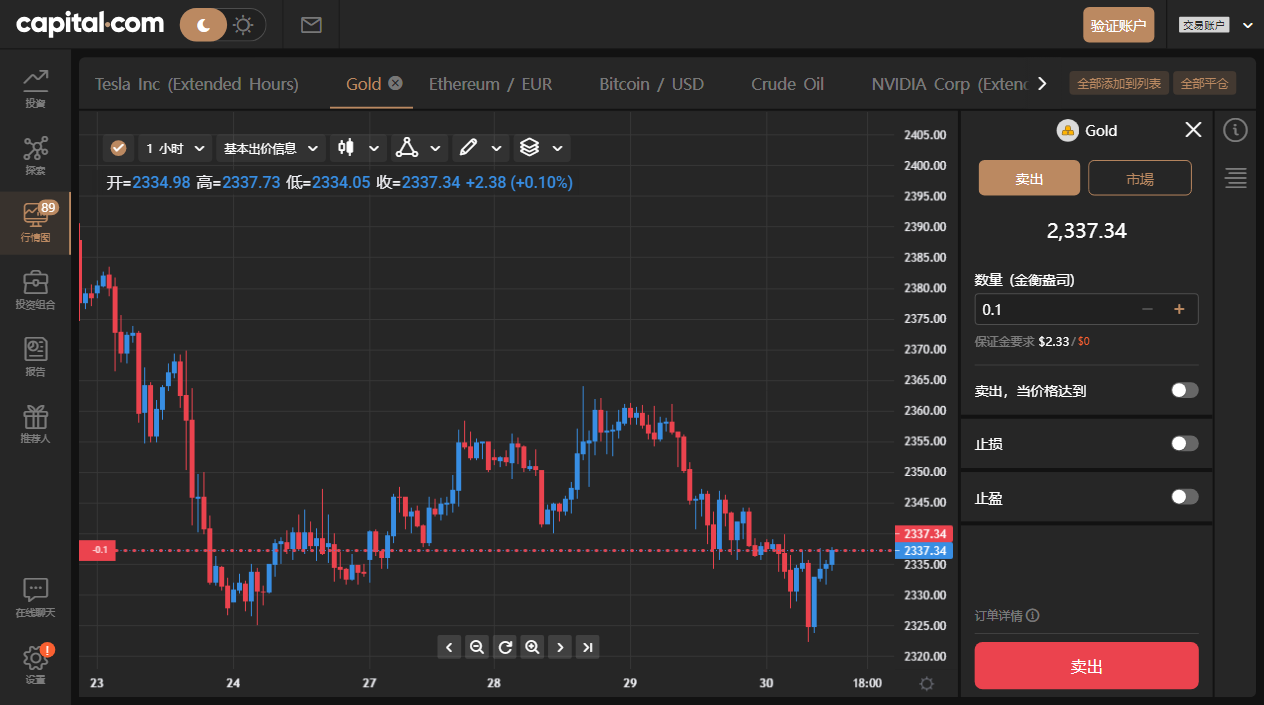 capital.com
验证账户
交易账户
投资
探索
89
行情图
投资组合
报告
推荐人
在线聊天
!
设置
Tesla Inc (Extended Hours)
Gold
Ethereum / EUR
Bitcoin / USD
Crude Oil
NVIDIA Corp (Exten
全部添加到列表
全部平仓
1 小时
基本出价信息
开=2334.98 高=2337.73 低=2334.05 收=2337.34 +2.38 (+0.10%)
2405.00
2400.00
2395.00
2390.00
2385.00
2380.00
2375.00
2370.00
2365.00
2360.00
2355.00
2350.00
2345.00
2337.34
2337.34
2335.00
2330.00
2325.00
2320.00
-0.1
23
24
27
28
29
30
18:00
Gold
卖出
市場
2,337.34
数量 (金衡盎司)
0.1
保证金要求 $2.33/$0
卖出，当价格达到
止损
止盈
订单详情
卖出